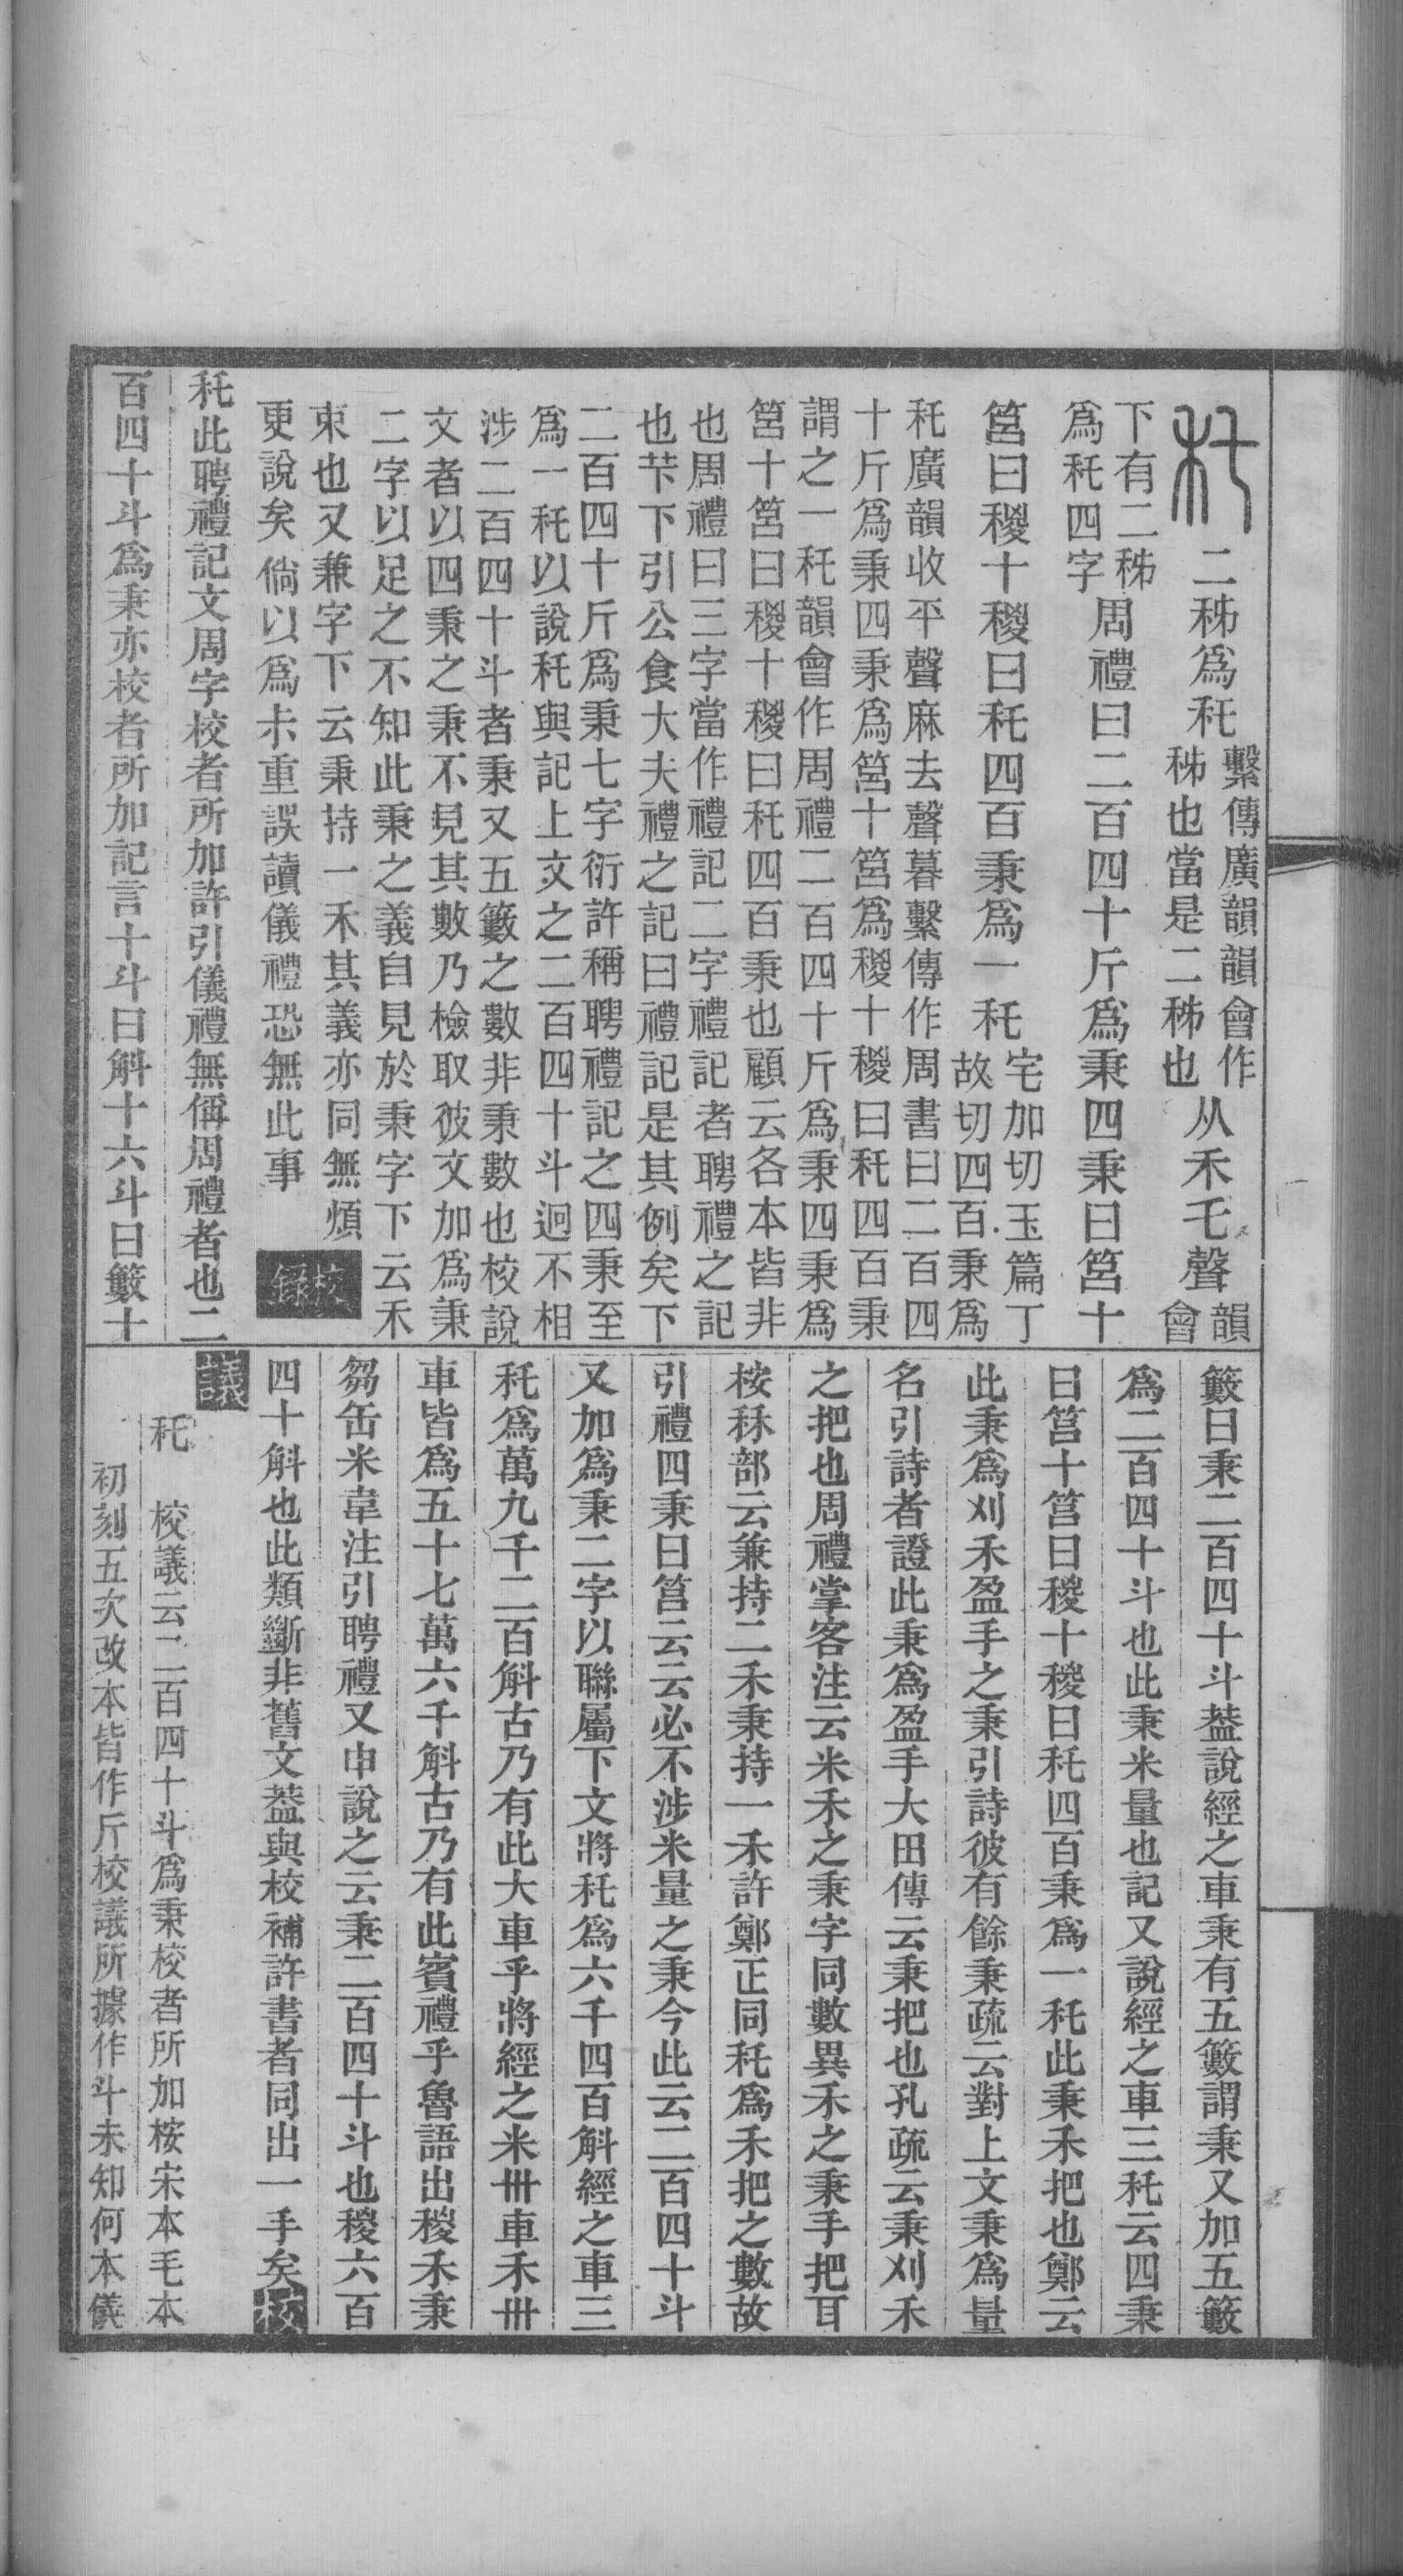 秅二秭爲秅繫傳廣韻韻會作秭也當是二秭也从禾乇聲韻會
下有二秭爲秅四字周禮曰二百四十斤爲秉四秉曰筥十
筥曰稯十稯曰秅四百秉爲一秅宅加切玉篇丁故切四百秉爲
秅廣韻收平聲麻去聲暮繫傳作周書曰二百四
十斤爲秉四秉爲筥十筥爲稯十稯曰秅四百秉
謂之一秅韻會作周禮二百四十斤爲秉四秉爲
筥十筥曰稯十稯曰秅四百秉也顧云各本皆非
也周禮曰三字當作禮記二字禮記者聘禮之記
也芐下引公食大夫禮之記曰禮記是其例矣下
二百四十斤爲秉七字衍許稱聘禮記之四秉至
爲一秅以說秅與記上文之二百四十斗迥不相
涉二百四十斗者秉又五籔之數非秉數也校說
文者以四秉之秉不見其數乃檢取彼文加爲秉
二字以足之不知此秉之義自見於秉字下云禾
束也又兼字下云秉持一禾其義亦同無煩
更說矣倘以爲尗重誤讀儀禮恐無此事校錄
秅此聘禮記文周字校者所加許引儀禮無偁周禮者也二
百四十斗爲秉亦校者所加記言十斗曰斛十六斗曰籔十
籔曰秉二百四十斗葢說經之車秉有五籔謂秉又加五籔
爲二百四十斗也此秉米量也記又說經之車三秅云四秉
曰筥十筥曰稯十稯曰秅四百秉爲一秅此秉禾把也鄭云
此秉爲刈禾盈手之秉引詩彼有餘秉疏云對上文秉爲量
名引詩者證此秉爲盈手大田傳云秉把也孔疏云秉刈禾
之把也周禮掌客注云米禾之秉字同數異禾之秉手把耳
桉秝部云兼持二禾秉持一禾許鄭正同秅爲禾把之數故
引禮四秉曰筥云云必不涉米量之秉今此云二百四十斗
又加爲秉二字以聯屬下文將秅爲六千四百斛經之車三
秅爲萬九千二百斛古乃有此大車乎將經之米卅車禾卅
車皆爲五十七萬六千斛古乃有此賓禮乎魯語出稯禾秉
芻缶米韋注引聘禮又申說之云秉二百四十斗也稯六百
四十斛也此類斷非舊文葢與校補許書者同出一手矣校
議
秅　校議云二百四十斗爲秉校者所加桉宋本毛本
初刻五次改本皆作斤校議所據作斗未知何本儀